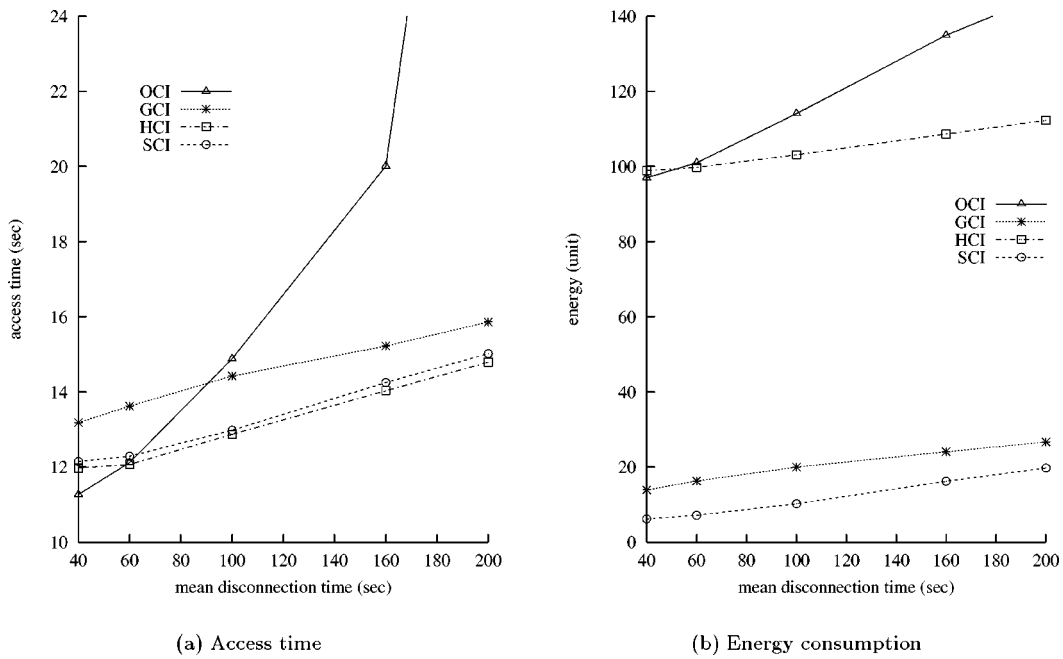 24
22
20
18
16
14
12
10
access time (sec)
OCI
GCI
HCI
SCI
40 60 80 100 120 140 160 180 200
mean disconnection time (sec)
(a) Access time
140
120
100
80
60
40
20
0
energy (unit)
OCI
GCI
HCI
SCI
40 60 80 100 120 140 160 180 200
mean disconnection time (sec)
(b) Energy consumption